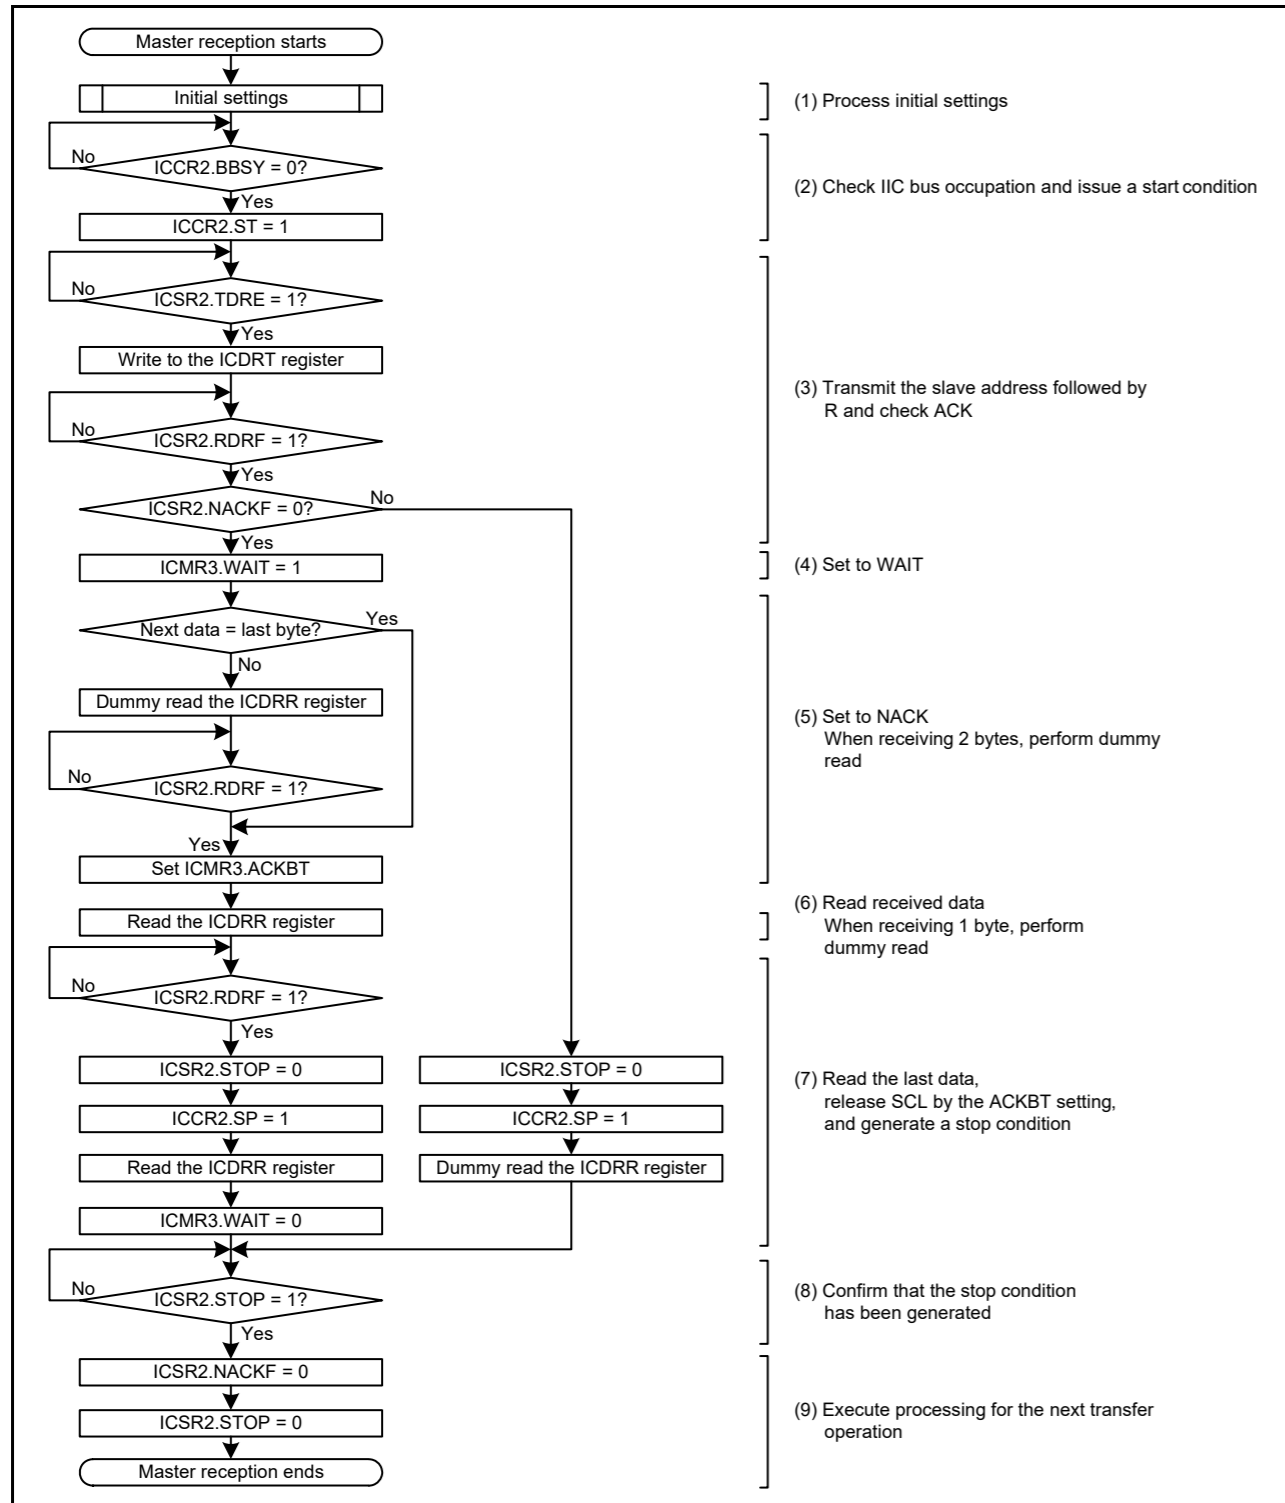 Master reception starts
Initial settings
(1) Process initial settings
No
ICCR2.BBSY = 0?
Yes
(2) Check IIC bus occupation and issue a start condition
ICCR2.ST = 1
No
ICSR2.TDRE = 1?
Yes
Write to the ICDRT register
(3) Transmit the slave address followed by
R and check ACK
No
ICSR2.RDRF = 1?
Yes
ICSR2.NACKF = 0?
No
Yes
ICMR3.WAIT = 1
(4) Set to WAIT
Next data = last byte?
Yes
No
Dummy read the ICDRR register
(5) Set to NACK
When receiving 2 bytes, perform dummy
read
No
ICSR2.RDRF = 1?
Yes
Set ICMR3.ACKBT
Read the ICDRR register
(6) Read received data
When receiving 1 byte, perform
dummy read
No
ICSR2.RDRF = 1?
Yes
ICSR2.STOP = 0
ICSR2.STOP = 0
(7) Read the last data,
release SCL by the ACKBT setting,
and generate a stop condition
ICCR2.SP = 1
ICCR2.SP = 1
Read the ICDRR register
Dummy read the ICDRR register
ICMR3.WAIT = 0
No
ICSR2.STOP = 1?
Yes
(8) Confirm that the stop condition
has been generated
ICSR2.NACKF = 0
ICSR2.STOP = 0
(9) Execute processing for the next transfer
operation
Master reception ends